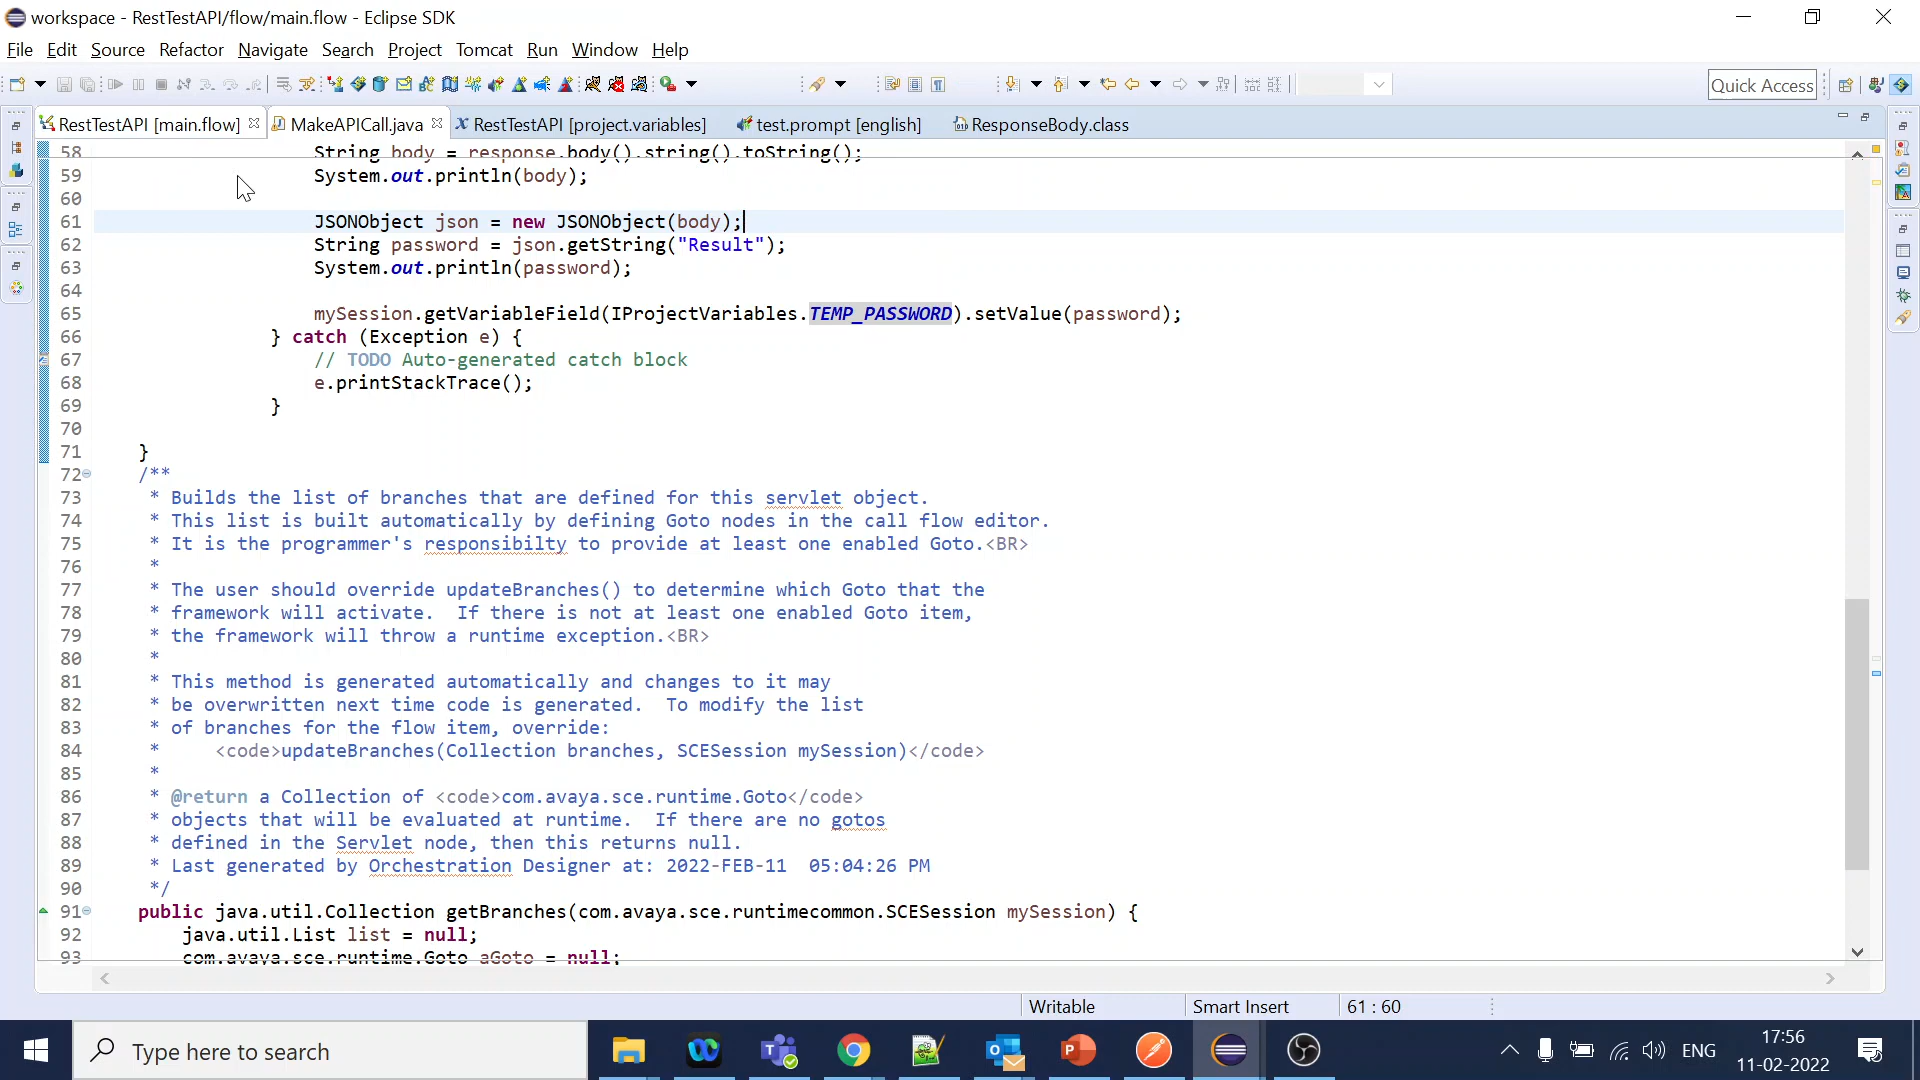 workspace - RestTestAPI/flow/main.flow - Eclipse SDK
File Edit Source Refactor Navigate Search Project Tomcat Run Window Help
Quick Access
RestTestAPI [main.flow] MakeAPICall.java RestTestAPI [project.variables] test.prompt [english] ResponseBody.class
58 String body = response.body().string().toString();
59 System.out.println(body);
60
61 JSONObject json = new JSONObject(body);
62 String password = json.getString("Result");
63 System.out.println(password);
64
65 mySession.getVariableField(IProjectVariables.TEMP_PASSWORD).setValue(password);
66 } catch (Exception e) {
67 // TODO Auto-generated catch block
68 e.printStackTrace();
69 }
70
71 }
72 /**
73 * Builds the list of branches that are defined for this servlet object.
74 * This list is built automatically by defining Goto nodes in the call flow editor.
75 * It is the programmer's responsibilty to provide at least one enabled Goto.<BR>
76 *
77 * The user should override updateBranches() to determine which Goto that the
78 * framework will activate.  If there is not at least one enabled Goto item,
79 * the framework will throw a runtime exception.<BR>
80 *
81 * This method is generated automatically and changes to it may
82 * be overwritten next time code is generated.  To modify the list
83 * of branches for the flow item, override:
84 * <code>updateBranches(Collection branches, SCESession mySession)</code>
85 *
86 * @return a Collection of <code>com.avaya.sce.runtime.Goto</code>
87 * objects that will be evaluated at runtime.  If there are no gotos
88 * defined in the Servlet node, then this returns null.
89 * Last generated by Orchestration Designer at: 2022-FEB-11  05:04:26 PM
90 */
91 public java.util.Collection getBranches(com.avaya.sce.runtimecommon.SCESession mySession) {
92 java.util.List list = null;
93 com.avaya.sce.runtime.Goto aGoto = null;
Writable Smart Insert 61 : 60
Type here to search
ENG
17:56
11-02-2022